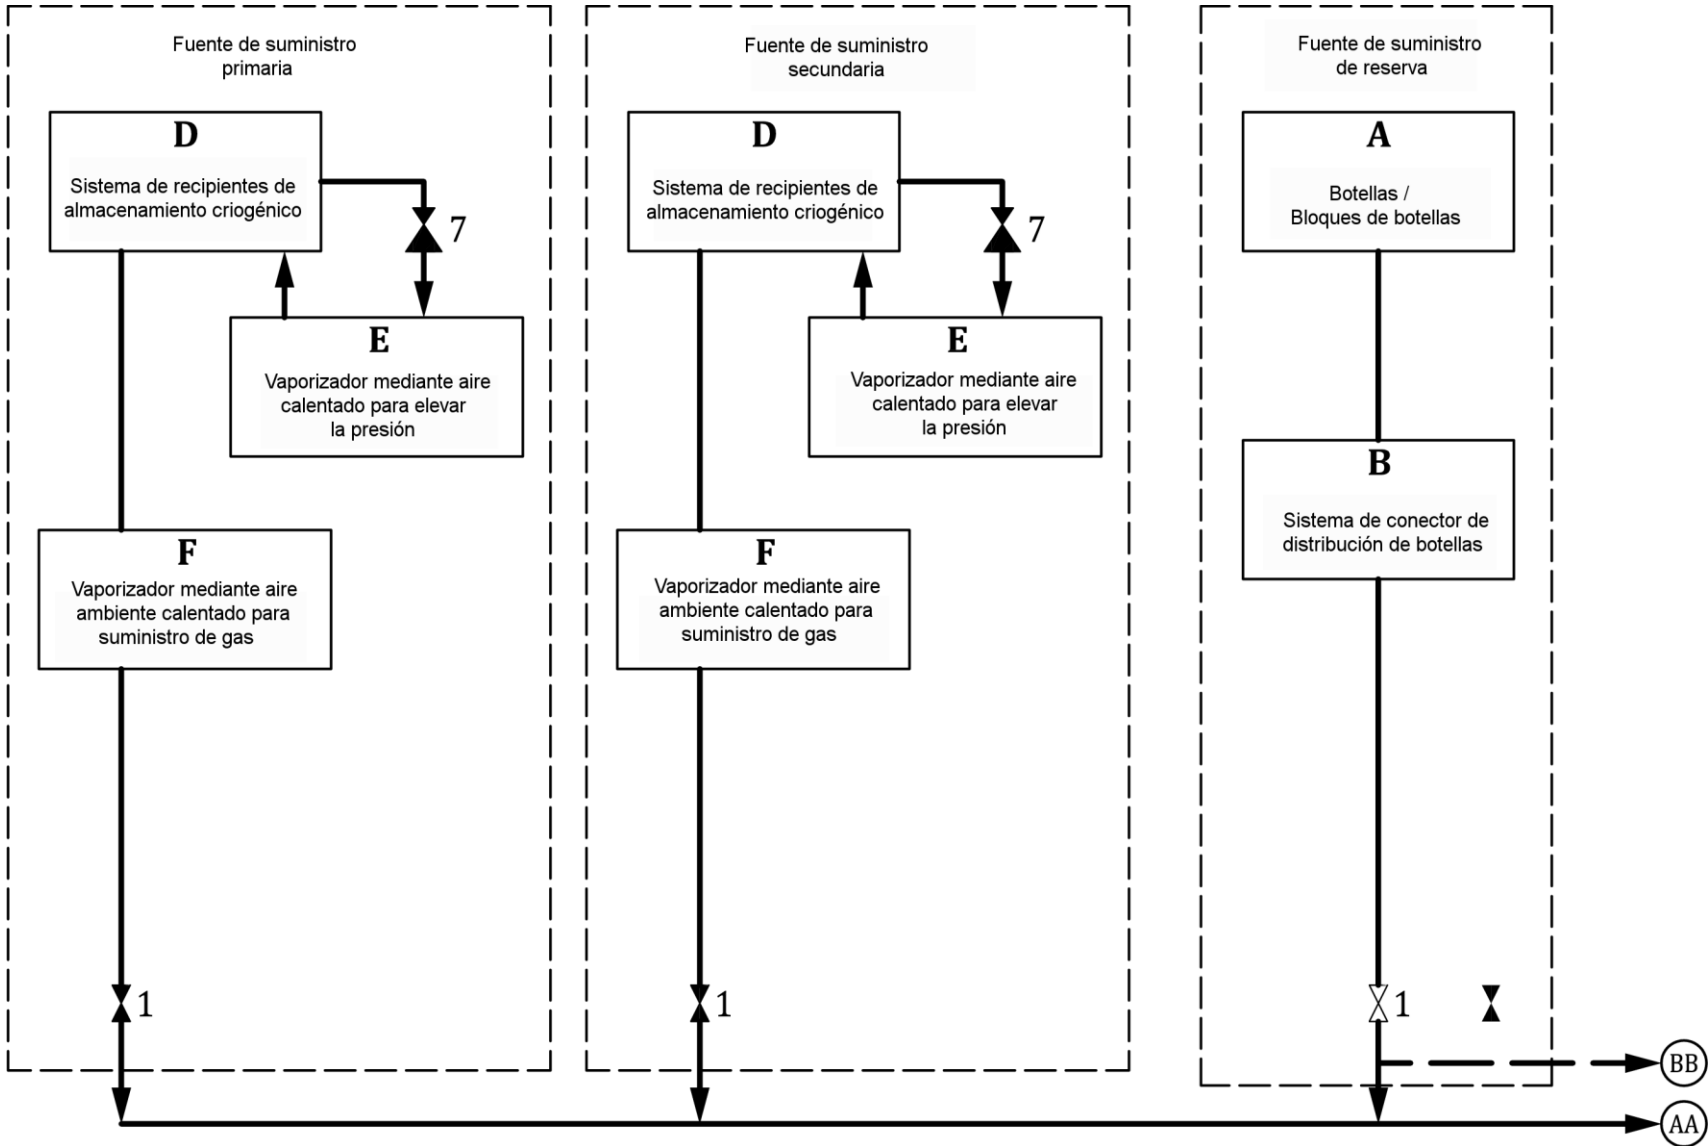 Fuente de suministro
primaria
D
Sistema de recipientes de
almacenamiento criogénico
7
E
Vaporizador mediante aire
calentado para elevar
la presión
F
Vaporizador mediante aire
ambiente calentado para
suministro de gas
1
Fuente de suministro
secundaria
D
Sistema de recipientes de
almacenamiento criogénico
7
E
Vaporizador mediante aire
calentado para elevar
la presión
F
Vaporizador mediante aire
ambiente calentado para
suministro de gas
1
Fuente de suministro
de reserva
A
Botellas /
Bloques de botellas
B
Sistema de conector de
distribución de botellas
1
BB
AA